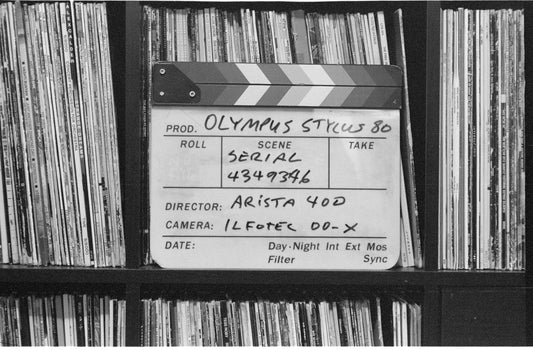 PROD. OLYMPUS STYLUS 80
ROLL SCENE TAKE
SERIAL
4349346
DIRECTOR: ARISTA 400
CAMERA: ILFOTEC DD-X
DATE: Day·Night Int Ext Mos
Filter Sync